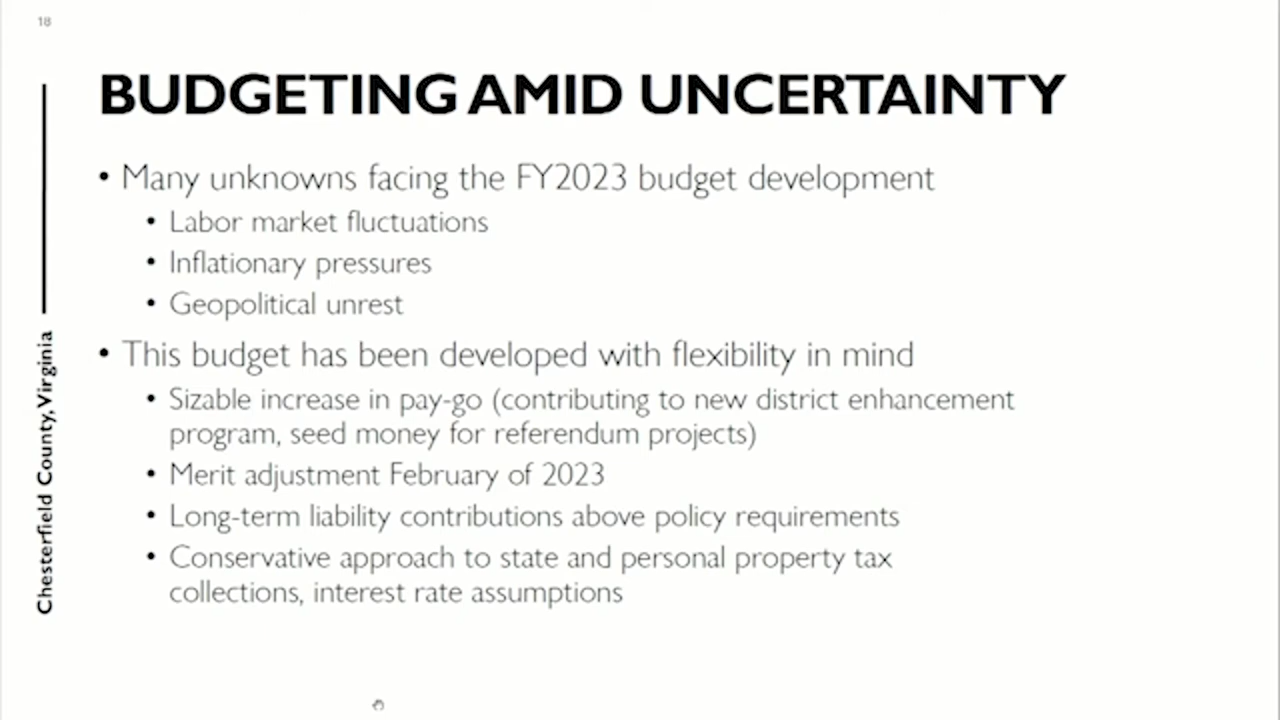 18
BUDGETING AMID UNCERTAINTY
• Many unknowns facing the FY2023 budget development
• Labor market fluctuations
• Inflationary pressures
• Geopolitical unrest
• This budget has been developed with flexibility in mind
• Sizable increase in pay-go (contributing to new district enhancement
program, seed money for referendum projects)
• Merit adjustment February of 2023
• Long-term liability contributions above policy requirements
• Conservative approach to state and personal property tax
collections, interest rate assumptions
Chesterfield County, Virginia